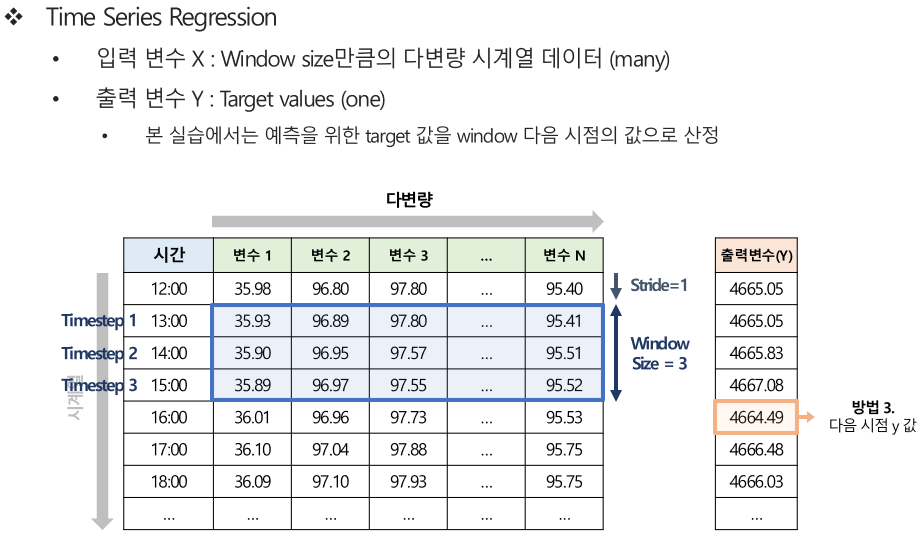 ❖ Time Series Regression
• 입력 변수 X : Window size만큼의 다변량 시계열 데이터 (many)
• 출력 변수 Y : Target values (one)
• 본 실습에서는 예측을 위한 target 값을 window 다음 시점의 값으로 산정
다변량
시간 변수 1 변수 2 변수 3 ... 변수 N 출력변수(Y)
12:00 35.98 96.80 97.80 ... 95.40 Stride=1 4665.05
Timestep 1 13:00 35.93 96.89 97.80 ... 95.41 4665.05
Timestep 2 14:00 35.90 96.95 97.57 ... 95.51 Window Size = 3 4665.83
Timestep 3 15:00 35.89 96.97 97.55 ... 95.52 4667.08
시계열
16:00 36.01 96.96 97.73 ... 95.53 4664.49 방법 3.
다음 시점 y 값
17:00 36.10 97.04 97.88 ... 95.75 4666.48
18:00 36.09 97.10 97.93 ... 95.75 4666.03
... ... ... ... ... ... ...